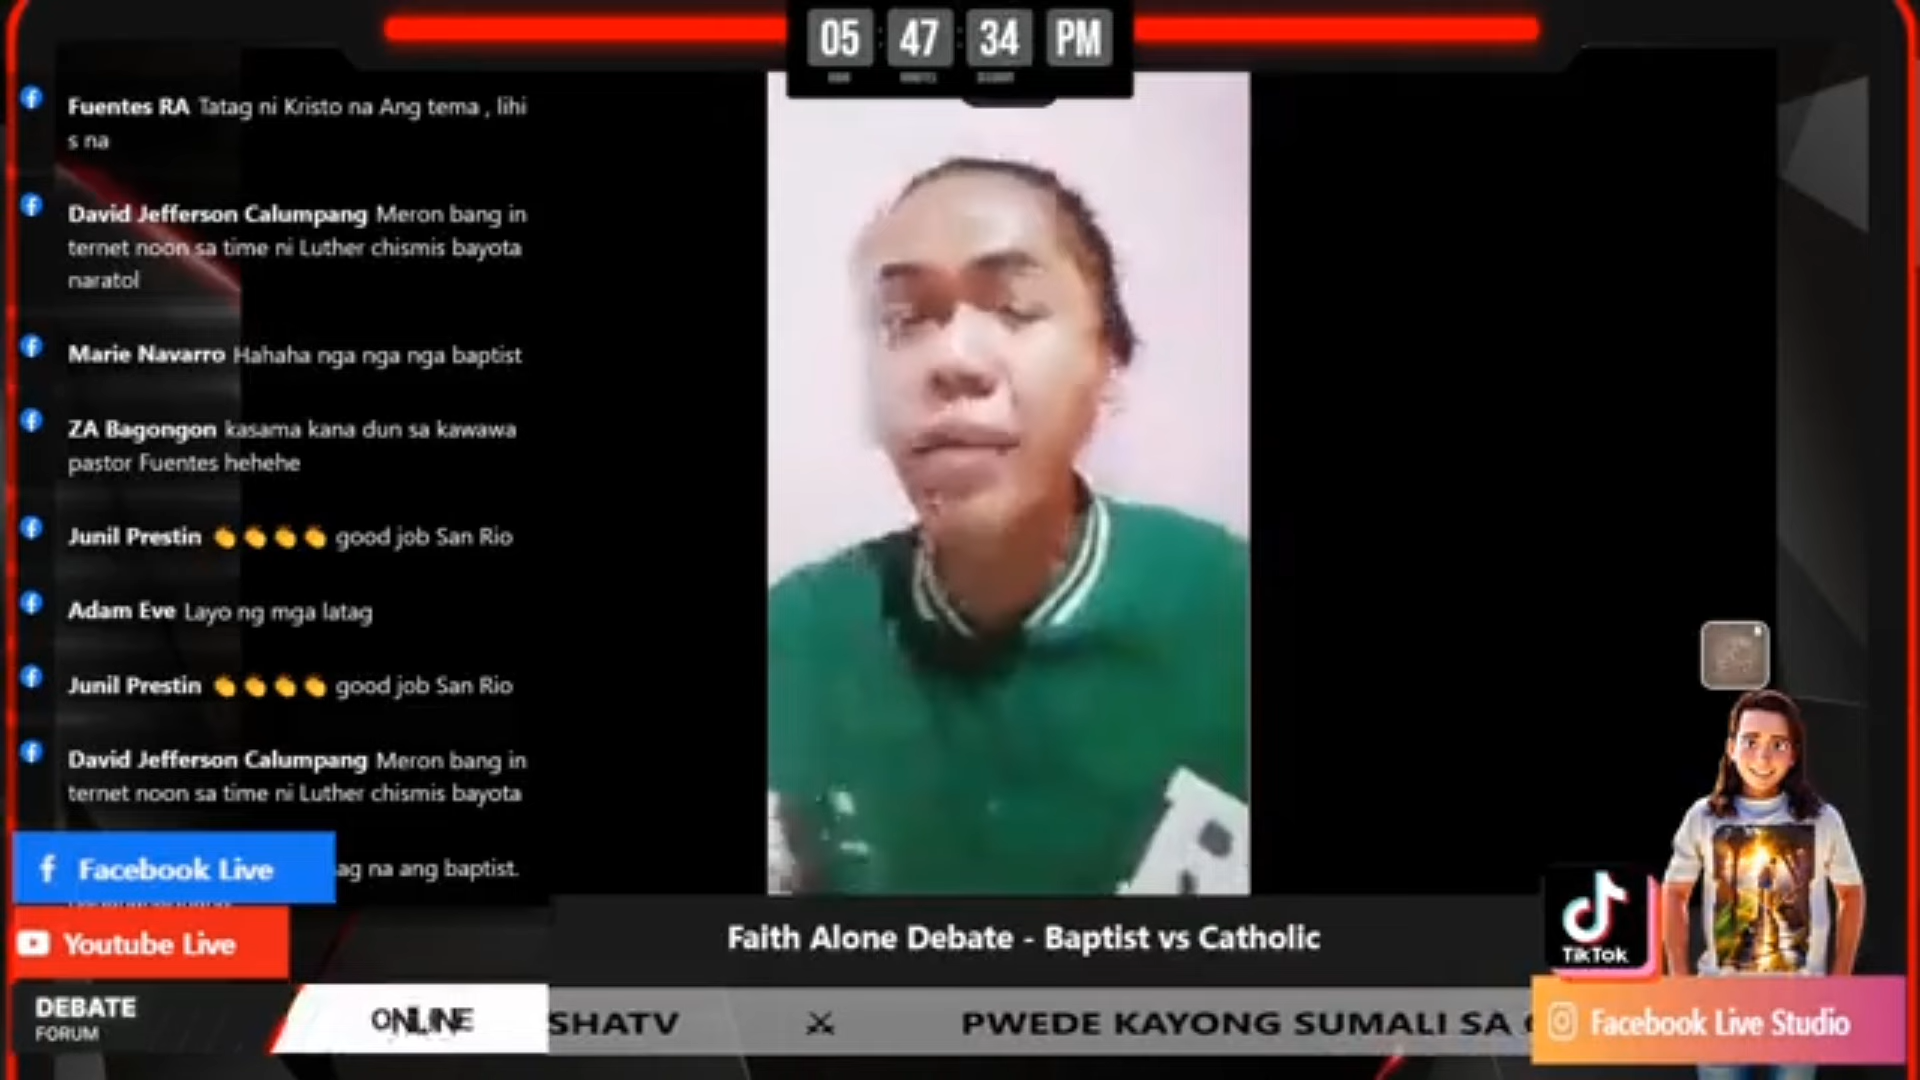 05 : 47 : 34 PM
Fuentes RA Tatag ni Kristo na Ang tema , lihi
s na
David Jefferson Calumpang Meron bang in
ternet noon sa time ni Luther chismis bayota
naratol
Marie Navarro Hahaha nga nga nga baptist
ZA Bagongon kasama kana dun sa kawawa
pastor Fuentes hehehe
Junil Prestin 👏👏👏👏 good job San Rio
Adam Eve Layo ng mga latag
Junil Prestin 👏👏👏👏 good job San Rio
David Jefferson Calumpang Meron bang in
ternet noon sa time ni Luther chismis bayota
ag na ang baptist.
Facebook Live
Youtube Live
Faith Alone Debate - Baptist vs Catholic
TikTok
DEBATE
FORUM
ONLINE
SHATV
PWEDE KAYONG SUMALI SA
Facebook Live Studio